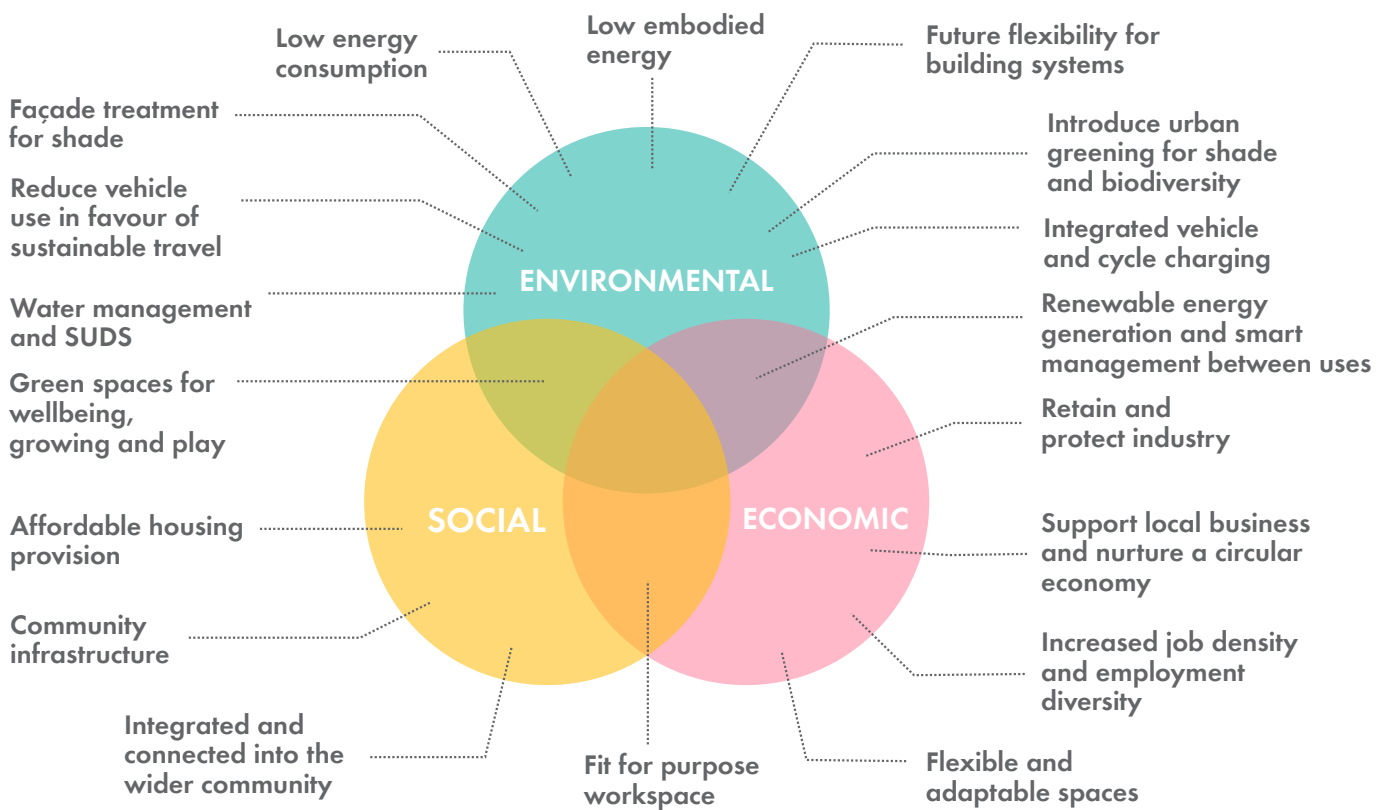 Low energy
consumption
Low embodied
energy
Future flexibility for
building systems
Façade treatment
for shade
Introduce urban
greening for shade
and biodiversity
Reduce vehicle
use in favour of
sustainable travel
Integrated vehicle
and cycle charging
ENVIRONMENTAL
Water management
and SUDS
Renewable energy
generation and smart
management between uses
Green spaces for
wellbeing,
growing and play
Retain and
protect industry
SOCIAL
ECONOMIC
Affordable housing
provision
Support local business
and nurture a circular
economy
Community
infrastructure
Increased job density
and employment
diversity
Integrated and
connected into the
wider community
Fit for purpose
workspace
Flexible and
adaptable spaces